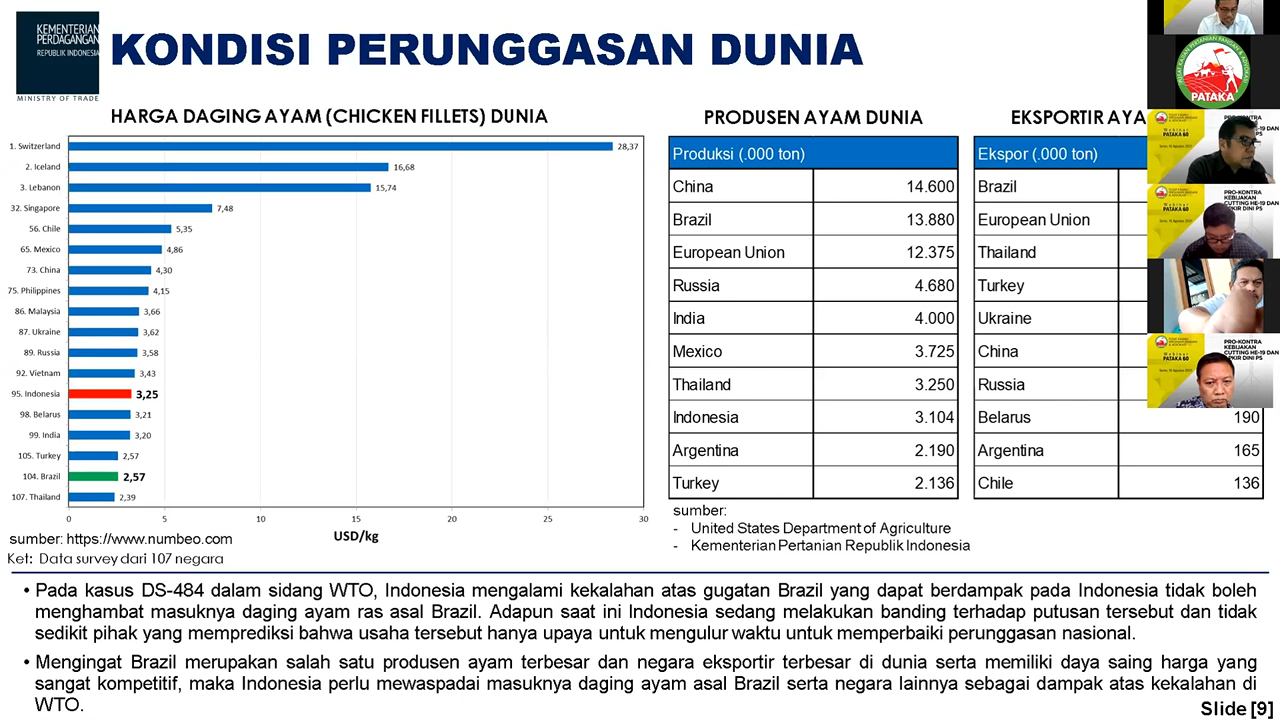 KEMENTERIAN
PERDAGANGAN
REPUBLIK INDONESIA
MINISTRY OF TRADE
KONDISI PERUNGGASAN DUNIA
HARGA DAGING AYAM (CHICKEN FILLETS) DUNIA
1. Switzerland 28,37
2. Iceland 16,68
3. Lebanon 15,74
32. Singapore 7,48
56. Chile 5,35
65. Mexico 4,86
73. China 4,30
75. Philippines 4,15
86. Malaysia 3,66
87. Ukraine 3,62
89. Russia 3,58
92. Vietnam 3,43
95. Indonesia 3,25
98. Belarus 3,21
99. India 3,20
105. Turkey 2,57
104. Brazil 2,57
107. Thailand 2,39
0 5 10 15 20 25 30
USD/kg
sumber: https://www.numbeo.com
Ket: Data survey dari 107 negara
PRODUSEN AYAM DUNIA
Produksi (.000 ton)
China 14.600
Brazil 13.880
European Union 12.375
Russia 4.680
India 4.000
Mexico 3.725
Thailand 3.250
Indonesia 3.104
Argentina 2.190
Turkey 2.136
sumber:
- United States Department of Agriculture
- Kementerian Pertanian Republik Indonesia
EKSPORTIR AYA
Ekspor (.000 ton)
Brazil
European Union
Thailand
Turkey
Ukraine
China
Russia
Belarus 190
Argentina 165
Chile 136
PATAKA
Webinar
PATAKA 60
PRO-KONTRA
KEBIJAKAN
CUTTING HE-19 DAN
Webinar
PATAKA 60
PRO-KONTRA
KEBIJAKAN
CUTTING HE-19 DAN
• Pada kasus DS-484 dalam sidang WTO, Indonesia mengalami kekalahan atas gugatan Brazil yang dapat berdampak pada Indonesia tidak boleh
menghambat masuknya daging ayam ras asal Brazil. Adapun saat ini Indonesia sedang melakukan banding terhadap putusan tersebut dan tidak
sedikit pihak yang memprediksi bahwa usaha tersebut hanya upaya untuk mengulur waktu untuk memperbaiki perunggasan nasional.
• Mengingat Brazil merupakan salah satu produsen ayam terbesar dan negara eksportir terbesar di dunia serta memiliki daya saing harga yang
sangat kompetitif, maka Indonesia perlu mewaspadai masuknya daging ayam asal Brazil serta negara lainnya sebagai dampak atas kekalahan di
WTO.
Slide [9]